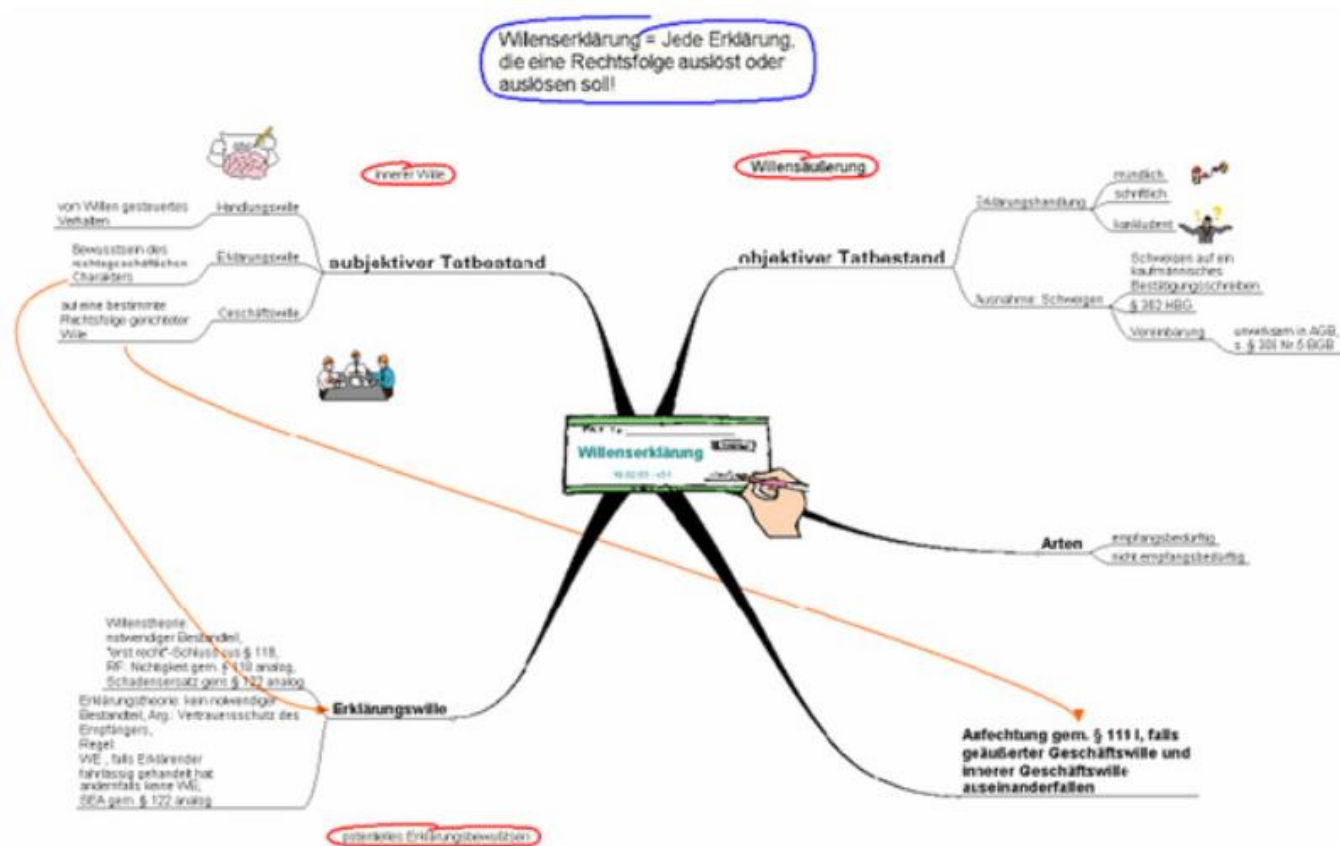 Willenserklärung = Jede Erklärung,
die eine Rechtsfolge auslöst oder
auslösen soll!
innerer Wille
Willensäußerung
vom Willen gesteuertes
Verhalten
Handlungswille
Bewusstsein des
rechtsgeschäftlichen
Charakters
Erklärungswille
auf eine bestimmte
Rechtsfolge gerichteter
Wille
Geschäftswille
subjektiver Tatbestand
objektiver Tatbestand
Erklärungshandlung
mündlich
schriftlich
konkludent
Ausnahme: Schweigen
Schweigen auf ein
kaufmännisches
Bestätigungsschreiben
§ 362 HBG
Vereinbarung
unwirksam in AGB,
s. § 308 Nr.5 BGB
Willenserklärung
Arten
empfangsbedürftig
nicht empfangsbedürftig
Willenstheorie
notwendiger Bestandteil,
"erst recht"-Schluss aus § 118,
RF: Nichtigkeit gem. § 118 analog,
Schadensersatz gem. § 122 analog
Erklärungstheorie: kein notwendiger
Bestandteil, Arg.: Vertrauensschutz des
Empfängers,
Regel:
WE, falls Erklärender
fahrlässig gehandelt hat
andernfalls keine WE,
SEA gem. § 122 analog
Erklärungswille
potentielles Erklärungsbewußtsen
Anfechtung gem. § 119 I, falls
geäußerter Geschäftswille und
innerer Geschäftswille
auseinanderfallen